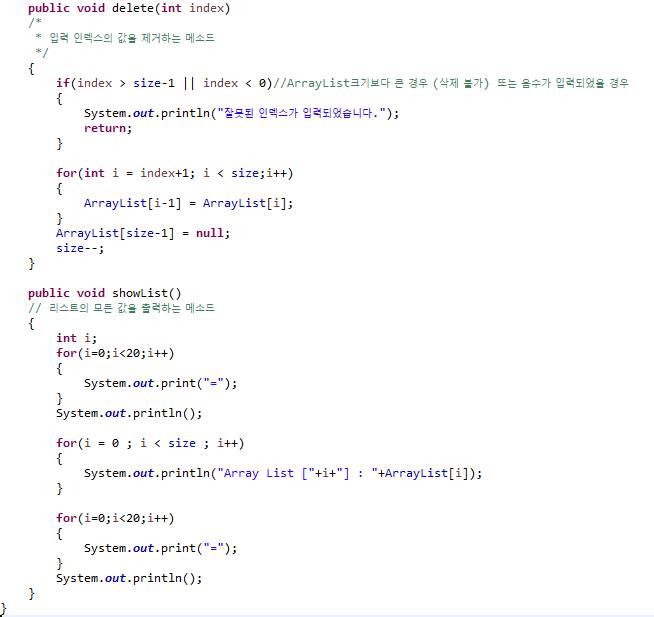 public void delete(int index)
/*
 * 입력 인덱스의 값을 제거하는 메소드
 */
{
    if(index > size-1 || index < 0)//ArrayList크기보다 큰 경우 (삭제 불가) 또는 음수가 입력되었을 경우
    {
        System.out.println("잘못된 인덱스가 입력되었습니다.");
        return;
    }

    for(int i = index+1; i < size;i++)
    {
        ArrayList[i-1] = ArrayList[i];
    }
    ArrayList[size-1] = null;
    size--;
}

public void showList()
// 리스트의 모든 값을 출력하는 메소드
{
    int i;
    for(i=0;i<20;i++)
    {
        System.out.print("=");
    }
    System.out.println();

    for(i = 0 ; i < size ; i++)
    {
        System.out.println("Array List ["+i+"] : "+ArrayList[i]);
    }

    for(i=0;i<20;i++)
    {
        System.out.print("=");
    }
    System.out.println();
}
}